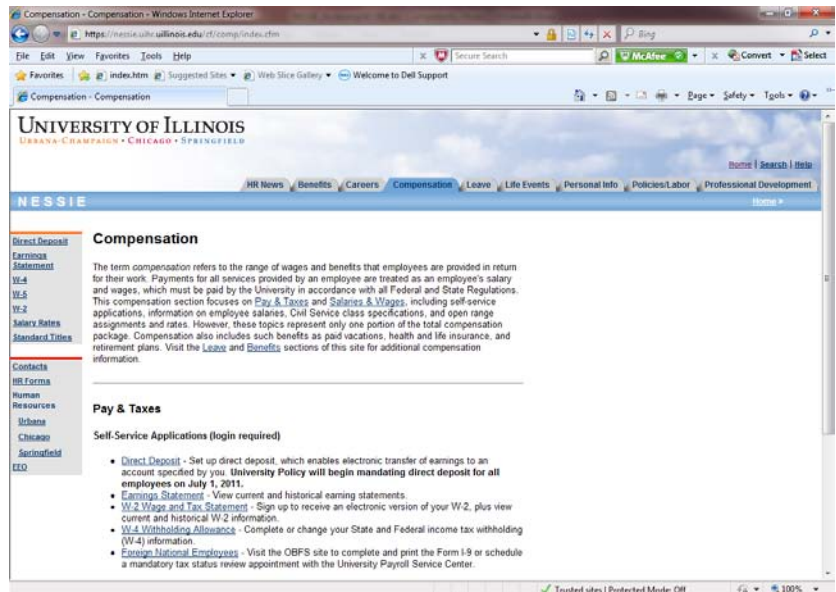 Compensation - Compensation - Windows Internet Explorer
https://nessie.uihr.uillinois.edu/cf/comp/index.cfm
Bing
File Edit View Favorites Tools Help
Secure Search
McAfee
Convert
Select
Favorites
index.htm
Suggested Sites
Web Slice Gallery
Welcome to Dell Support
Compensation - Compensation
Page
Safety
Tools
UNIVERSITY OF ILLINOIS
URBANA-CHAMPAIGN • CHICAGO • SPRINGFIELD
Home | Search | Help
HR News Benefits Careers Compensation Leave Life Events Personal Info Policies/Labor Professional Development
NESSIE
Home »
Direct Deposit
Earnings
Statement
W-4
W-5
W-2
Salary Rates
Standard Titles
Contacts
HR Forms
Human
Resources
Urbana
Chicago
Springfield
EEO
Compensation
The term compensation refers to the range of wages and benefits that employees are provided in return
for their work. Payments for all services provided by an employee are treated as an employee's salary
and wages, which must be paid by the University in accordance with all Federal and State Regulations.
This compensation section focuses on Pay & Taxes and Salaries & Wages, including self-service
applications, information on employee salaries, Civil Service class specifications, and open range
assignments and rates. However, these topics represent only one portion of the total compensation
package. Compensation also includes such benefits as paid vacations, health and life insurance, and
retirement plans. Visit the Leave and Benefits sections of this site for additional compensation
information.
Pay & Taxes
Self-Service Applications (login required)
• Direct Deposit - Set up direct deposit, which enables electronic transfer of earnings to an
account specified by you. University Policy will begin mandating direct deposit for all
employees on July 1, 2011.
• Earnings Statement - View current and historical earning statements.
• W-2 Wage and Tax Statement - Sign up to receive an electronic version of your W-2, plus view
current and historical W-2 information.
• W-4 Withholding Allowance - Complete or change your State and Federal income tax withholding
(W-4) information.
• Foreign National Employees - Visit the OBFS site to complete and print the Form I-9 or schedule
a mandatory tax status review appointment with the University Payroll Service Center.
Trusted sites | Protected Mode: Off
100%